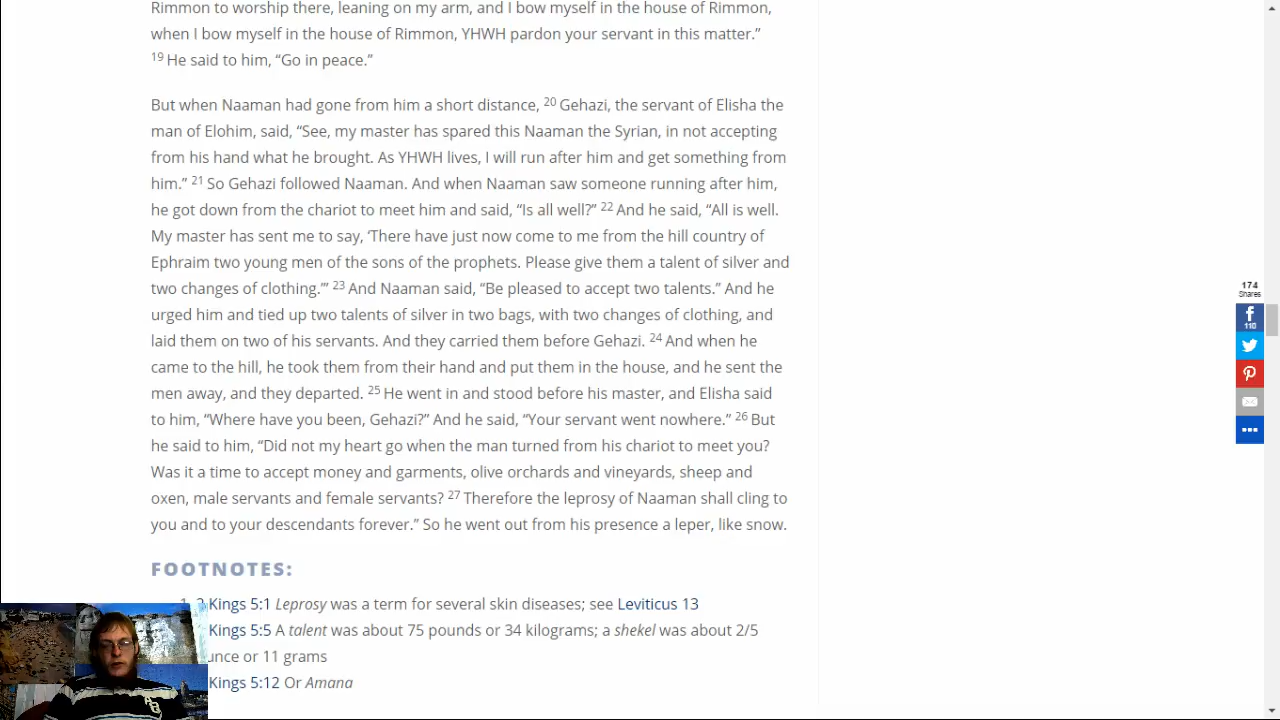 Rimmon to worship there, leaning on my arm, and I bow myself in the house of Rimmon,
when I bow myself in the house of Rimmon, YHWH pardon your servant in this matter.”
19 He said to him, “Go in peace.”
But when Naaman had gone from him a short distance, 20 Gehazi, the servant of Elisha the
man of Elohim, said, “See, my master has spared this Naaman the Syrian, in not accepting
from his hand what he brought. As YHWH lives, I will run after him and get something from
him.” 21 So Gehazi followed Naaman. And when Naaman saw someone running after him,
he got down from the chariot to meet him and said, “Is all well?” 22 And he said, “All is well.
My master has sent me to say, ‘There have just now come to me from the hill country of
Ephraim two young men of the sons of the prophets. Please give them a talent of silver and
two changes of clothing.’” 23 And Naaman said, “Be pleased to accept two talents.” And he
urged him and tied up two talents of silver in two bags, with two changes of clothing, and
laid them on two of his servants. And they carried them before Gehazi. 24 And when he
came to the hill, he took them from their hand and put them in the house, and he sent the
men away, and they departed. 25 He went in and stood before his master, and Elisha said
to him, “Where have you been, Gehazi?” And he said, “Your servant went nowhere.” 26 But
he said to him, “Did not my heart go when the man turned from his chariot to meet you?
Was it a time to accept money and garments, olive orchards and vineyards, sheep and
oxen, male servants and female servants? 27 Therefore the leprosy of Naaman shall cling to
you and to your descendants forever.” So he went out from his presence a leper, like snow.
FOOTNOTES:
Kings 5:1 Leprosy was a term for several skin diseases; see Leviticus 13
Kings 5:5 A talent was about 75 pounds or 34 kilograms; a shekel was about 2/5
or 11 grams
Kings 5:12 Or Amana
174
Shares
110